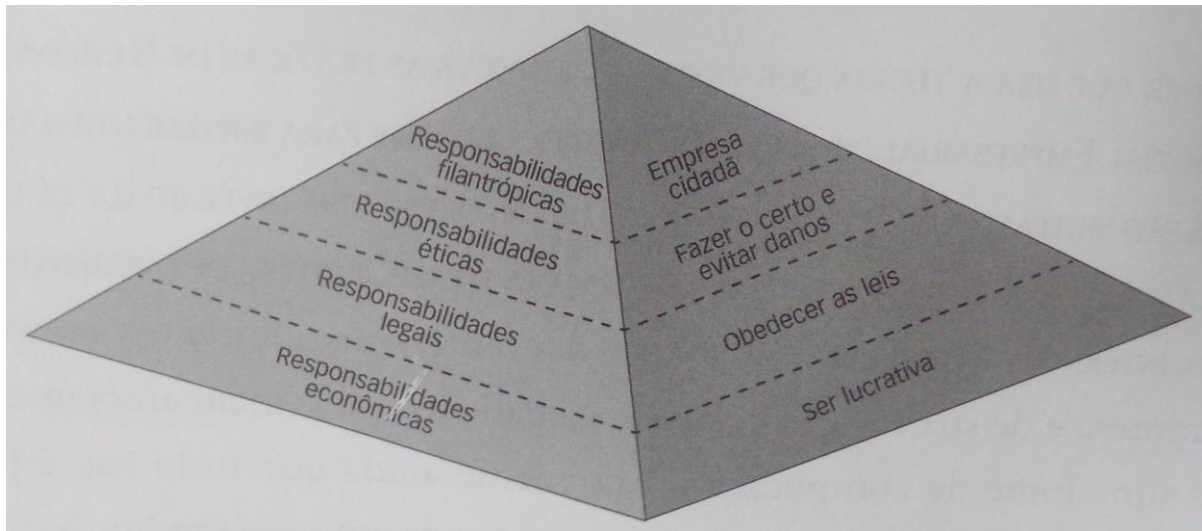 Responsabilidades
filantrópicas
Empresa
cidadã
Responsabilidades
éticas
Fazer o certo e
evitar danos
Responsabilidades
legais
Obedecer as leis
Responsabilidades
econômicas
Ser lucrativa